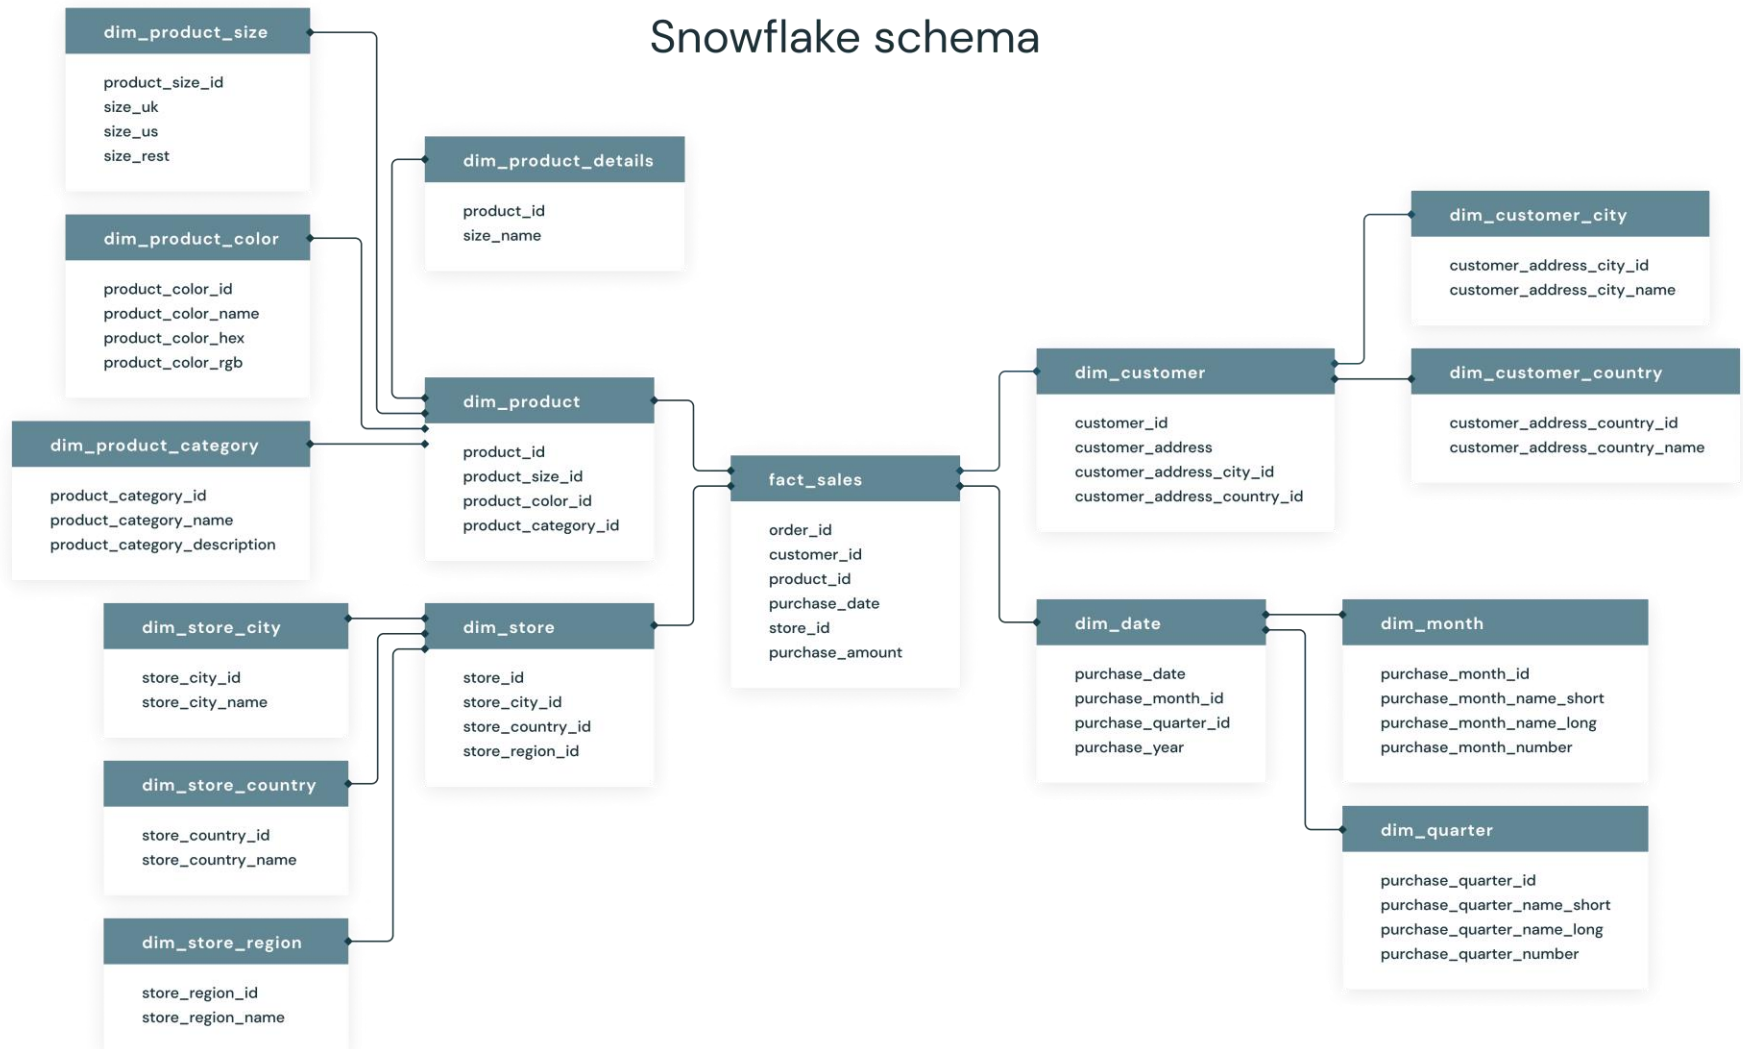 Snowflake schema
dim_product_size
product_size_id
size_uk
size_us
size_rest
dim_product_details
product_id
size_name
dim_product_color
product_color_id
product_color_name
product_color_hex
product_color_rgb
dim_product
product_id
product_size_id
product_color_id
product_category_id
dim_product_category
product_category_id
product_category_name
product_category_description
dim_store_city
store_city_id
store_city_name
dim_store
store_id
store_city_id
store_country_id
store_region_id
dim_store_country
store_country_id
store_country_name
dim_store_region
store_region_id
store_region_name
fact_sales
order_id
customer_id
product_id
purchase_date
store_id
purchase_amount
dim_customer
customer_id
customer_address
customer_address_city_id
customer_address_country_id
dim_customer_city
customer_address_city_id
customer_address_city_name
dim_customer_country
customer_address_country_id
customer_address_country_name
dim_date
purchase_date
purchase_month_id
purchase_quarter_id
purchase_year
dim_month
purchase_month_id
purchase_month_name_short
purchase_month_name_long
purchase_month_number
dim_quarter
purchase_quarter_id
purchase_quarter_name_short
purchase_quarter_name_long
purchase_quarter_number